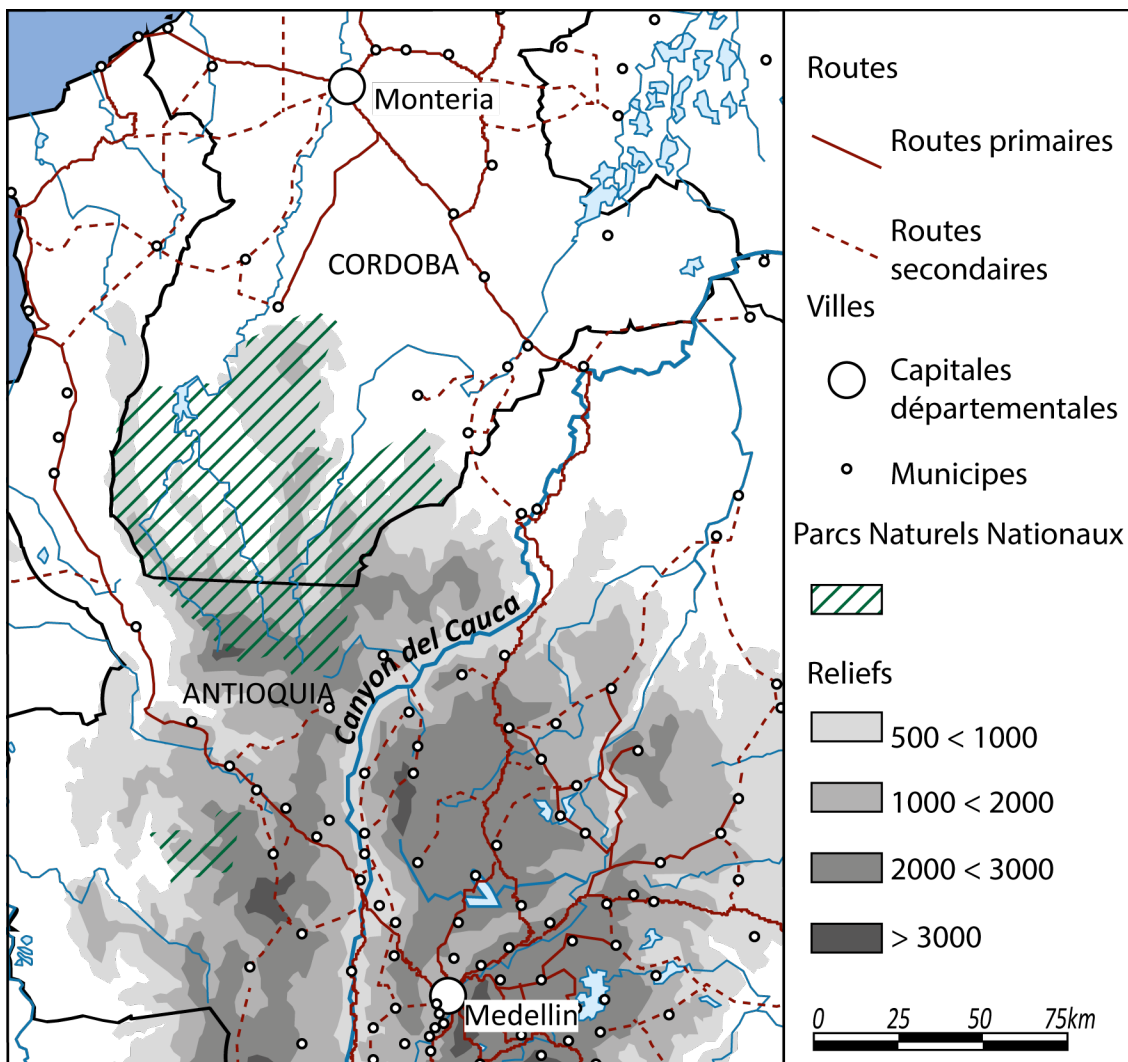 Monteria
CORDOBA
Canyon del Cauca
ANTIOQUIA
Medellin
Routes
Routes primaires
Routes
secondaires
Villes
Capitales
départementales
Municipes
Parcs Naturels Nationaux
Reliefs
500 < 1000
1000 < 2000
2000 < 3000
> 3000
0 25 50 75km